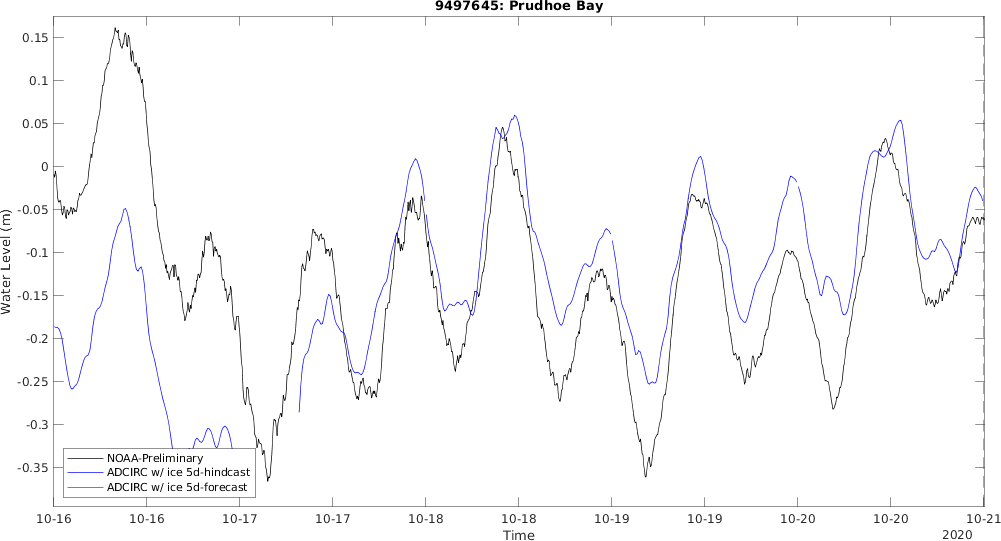 9497645: Prudhoe Bay
0.15
0.1
0.05
0
-0.05
-0.1
-0.15
-0.2
-0.25
-0.3
-0.35
Water Level (m)
NOAA-Preliminary
ADCIRC w/ ice 5d-hindcast
ADCIRC w/ ice 5d-forecast
10-16 10-16 10-17 10-17 10-18 10-18 10-19 10-19 10-20 10-20 10-21
Time
2020